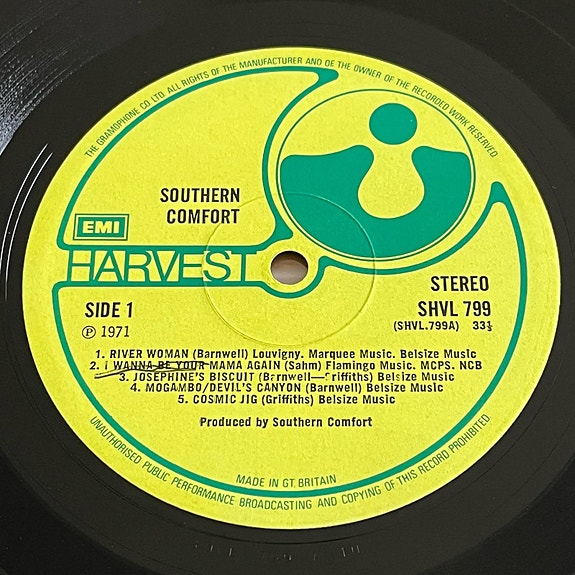 THE GRAMOPHONE CO LTD. ALL RIGHTS OF THE MANUFACTURER AND OF THE OWNER OF THE RECORDED WORK RESERVED
SOUTHERN
COMFORT
EMI
HARVEST
STEREO
SIDE 1
SHVL 799
℗ 1971
(SHVL.799A) 33⅓
1. RIVER WOMAN (Barnwell) Louvigny. Marquee Music. Belsize Music
2. I WANNA BE YOUR MAMA AGAIN (Sahm) Flamingo Music. MCPS. NCB
3. JOSEPHINE'S BISCUIT (Barnwell—Griffiths) Belsize Music
4. MOGAMBO/DEVIL'S CANYON (Barnwell) Belsize Music
5. COSMIC JIG (Griffiths) Belsize Music
Produced by Southern Comfort
MADE IN GT. BRITAIN
UNAUTHORISED PUBLIC PERFORMANCE BROADCASTING AND COPYING OF THIS RECORD PROHIBITED